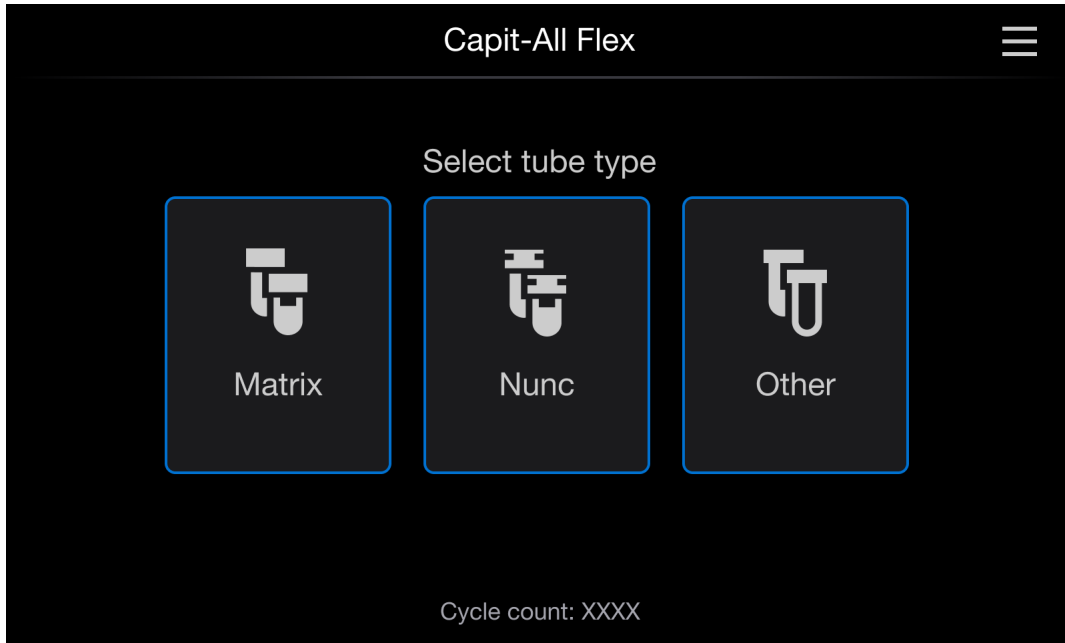 Capit-All Flex
Select tube type
Matrix
Nunc
Other
Cycle count: XXXX